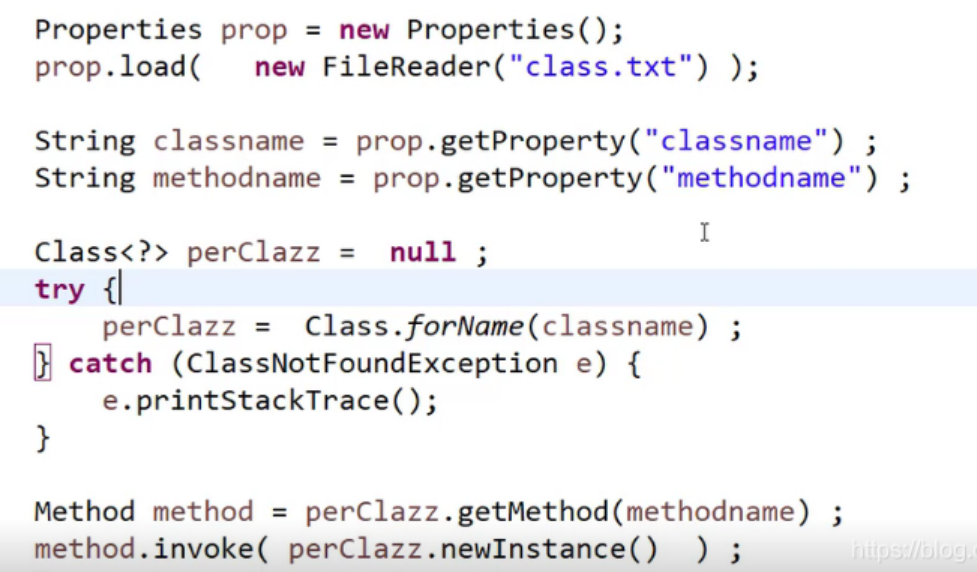 Properties prop = new Properties();
prop.load(   new FileReader("class.txt") );
String classname = prop.getProperty("classname") ;
String methodname = prop.getProperty("methodname") ;
Class<?> perClazz =  null ;
try {
    perClazz =  Class.forName(classname) ;
} catch (ClassNotFoundException e) {
    e.printStackTrace();
}
Method method = perClazz.getMethod(methodname) ;
method.invoke( perClazz.newInstance()  ) ;
https://blog.